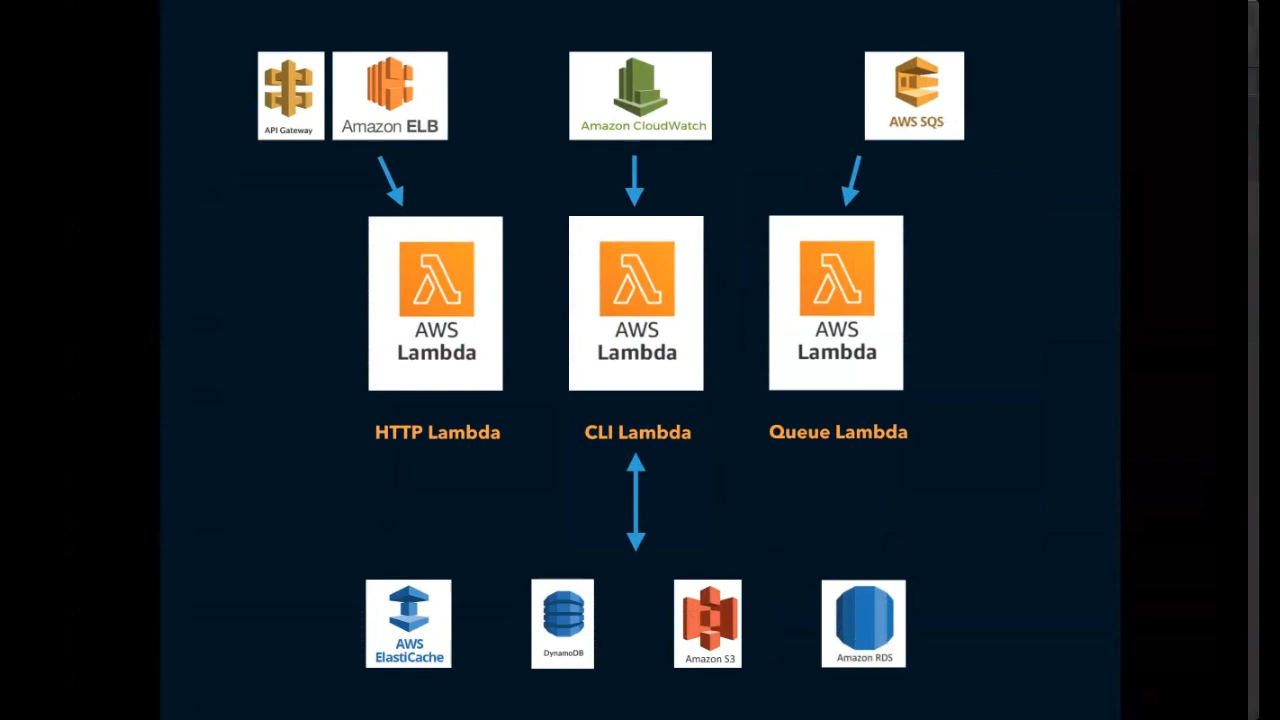 API Gateway
Amazon ELB
Amazon CloudWatch
AWS SQS
AWS
Lambda
AWS
Lambda
AWS
Lambda
HTTP Lambda
CLI Lambda
Queue Lambda
AWS
ElastiCache
DynamoDB
Amazon S3
Amazon RDS